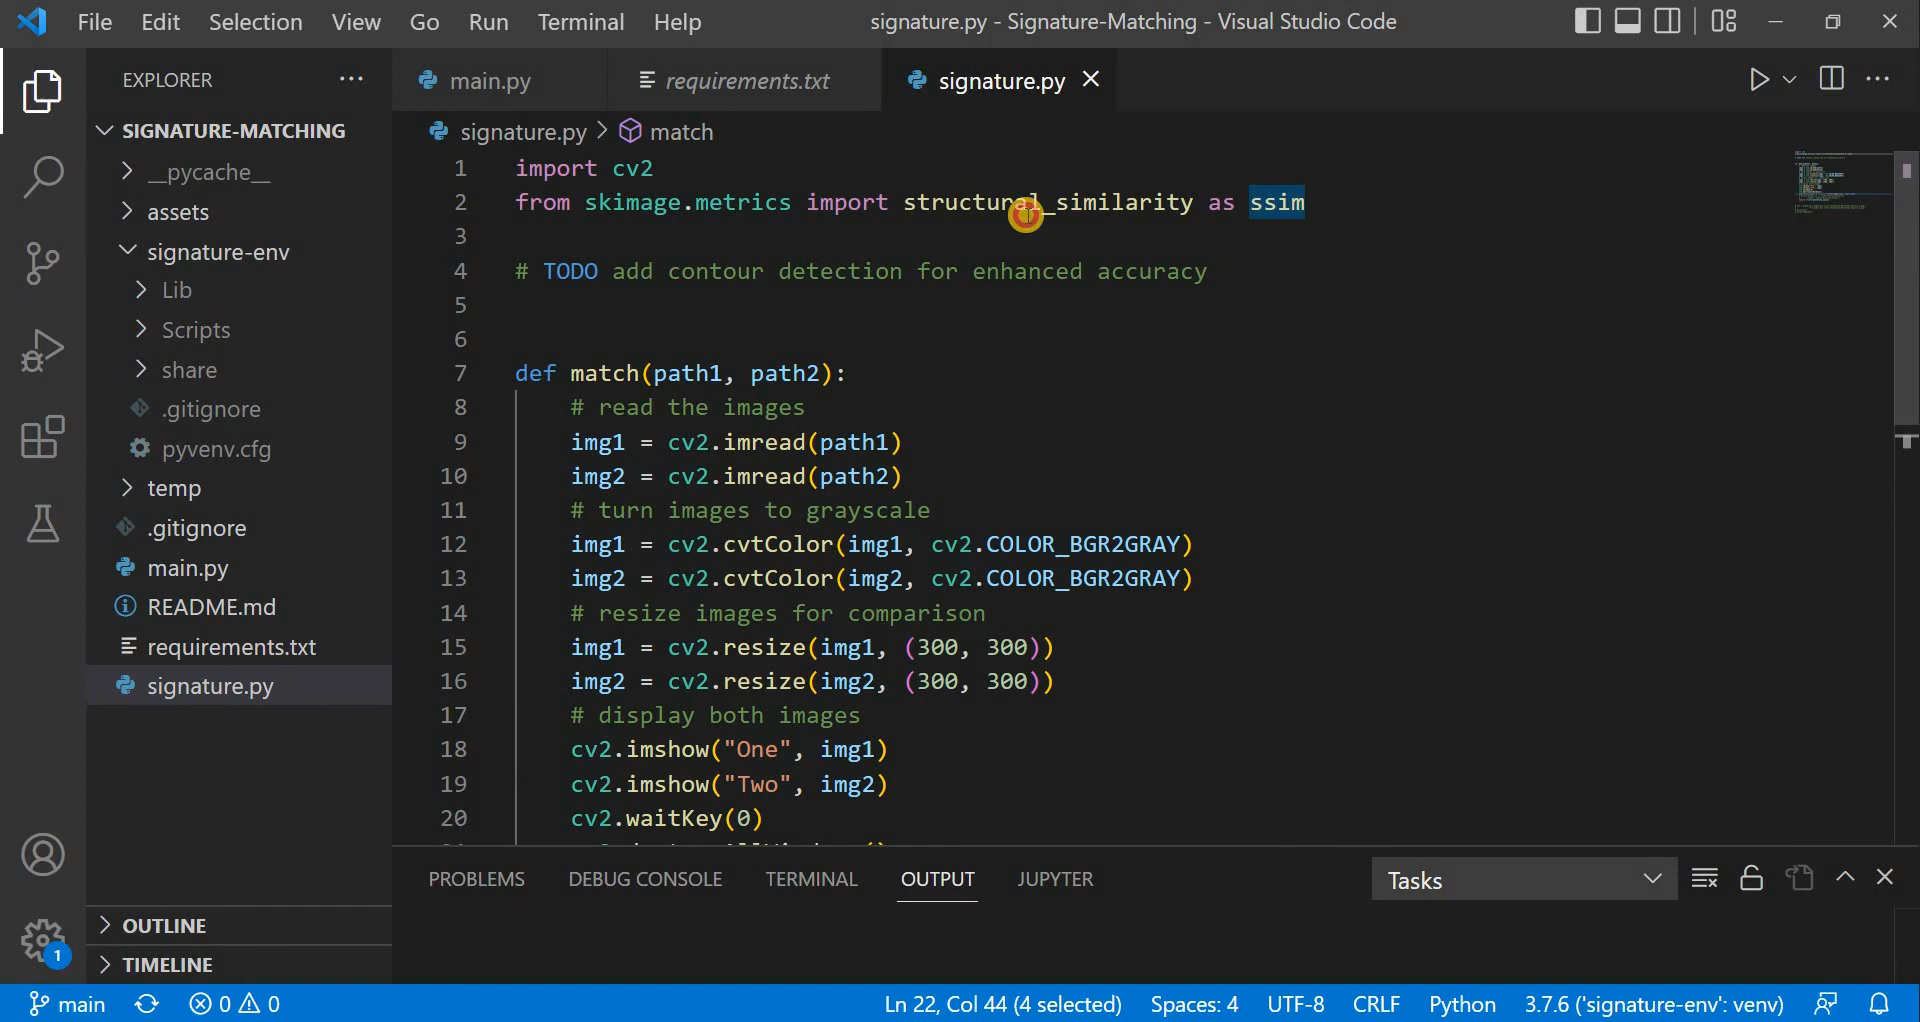 File Edit Selection View Go Run Terminal Help signature.py - Signature-Matching - Visual Studio Code
EXPLORER
SIGNATURE-MATCHING
__pycache__
assets
signature-env
Lib
Scripts
share
.gitignore
pyvenv.cfg
temp
.gitignore
main.py
README.md
requirements.txt
signature.py
OUTLINE
TIMELINE
main.py requirements.txt signature.py
signature.py > match
1 import cv2
2 from skimage.metrics import structural_similarity as ssim
3
4 # TODO add contour detection for enhanced accuracy
5
6
7 def match(path1, path2):
8 # read the images
9 img1 = cv2.imread(path1)
10 img2 = cv2.imread(path2)
11 # turn images to grayscale
12 img1 = cv2.cvtColor(img1, cv2.COLOR_BGR2GRAY)
13 img2 = cv2.cvtColor(img2, cv2.COLOR_BGR2GRAY)
14 # resize images for comparison
15 img1 = cv2.resize(img1, (300, 300))
16 img2 = cv2.resize(img2, (300, 300))
17 # display both images
18 cv2.imshow("One", img1)
19 cv2.imshow("Two", img2)
20 cv2.waitKey(0)
PROBLEMS DEBUG CONSOLE TERMINAL OUTPUT JUPYTER Tasks
1
main 0 0 Ln 22, Col 44 (4 selected) Spaces: 4 UTF-8 CRLF Python 3.7.6 ('signature-env': venv)